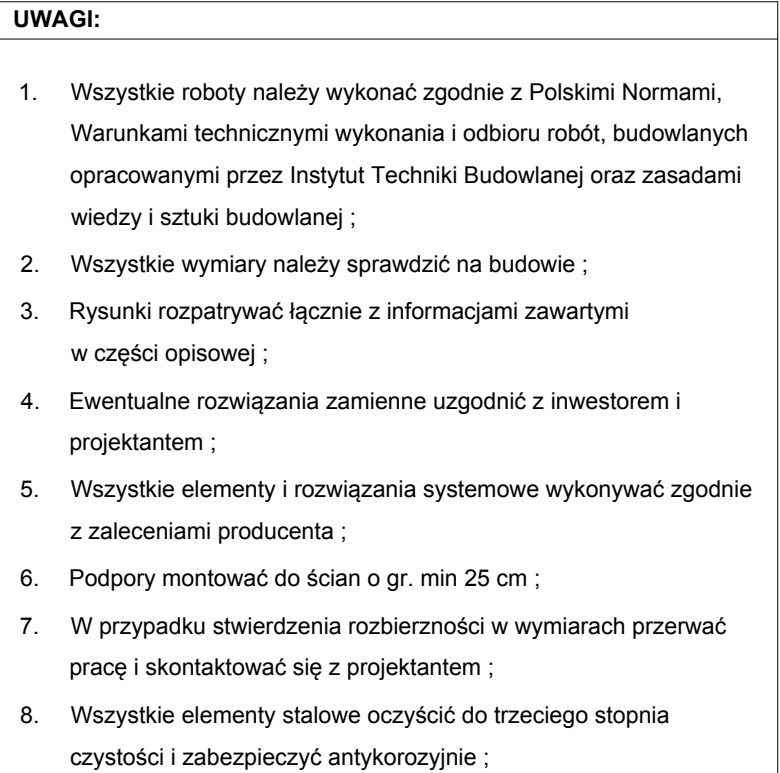 UWAGI:
1. Wszystkie roboty należy wykonać zgodnie z Polskimi Normami,
Warunkami technicznymi wykonania i odbioru robót, budowlanych
opracowanymi przez Instytut Techniki Budowlanej oraz zasadami
wiedzy i sztuki budowlanej ;
2. Wszystkie wymiary należy sprawdzić na budowie ;
3. Rysunki rozpatrywać łącznie z informacjami zawartymi
w części opisowej ;
4. Ewentualne rozwiązania zamienne uzgodnić z inwestorem i
projektantem ;
5. Wszystkie elementy i rozwiązania systemowe wykonywać zgodnie
z zaleceniami producenta ;
6. Podpory montować do ścian o gr. min 25 cm ;
7. W przypadku stwierdzenia rozbierzności w wymiarach przerwać
pracę i skontaktować się z projektantem ;
8. Wszystkie elementy stalowe oczyścić do trzeciego stopnia
czystości i zabezpieczyć antykorozyjnie ;